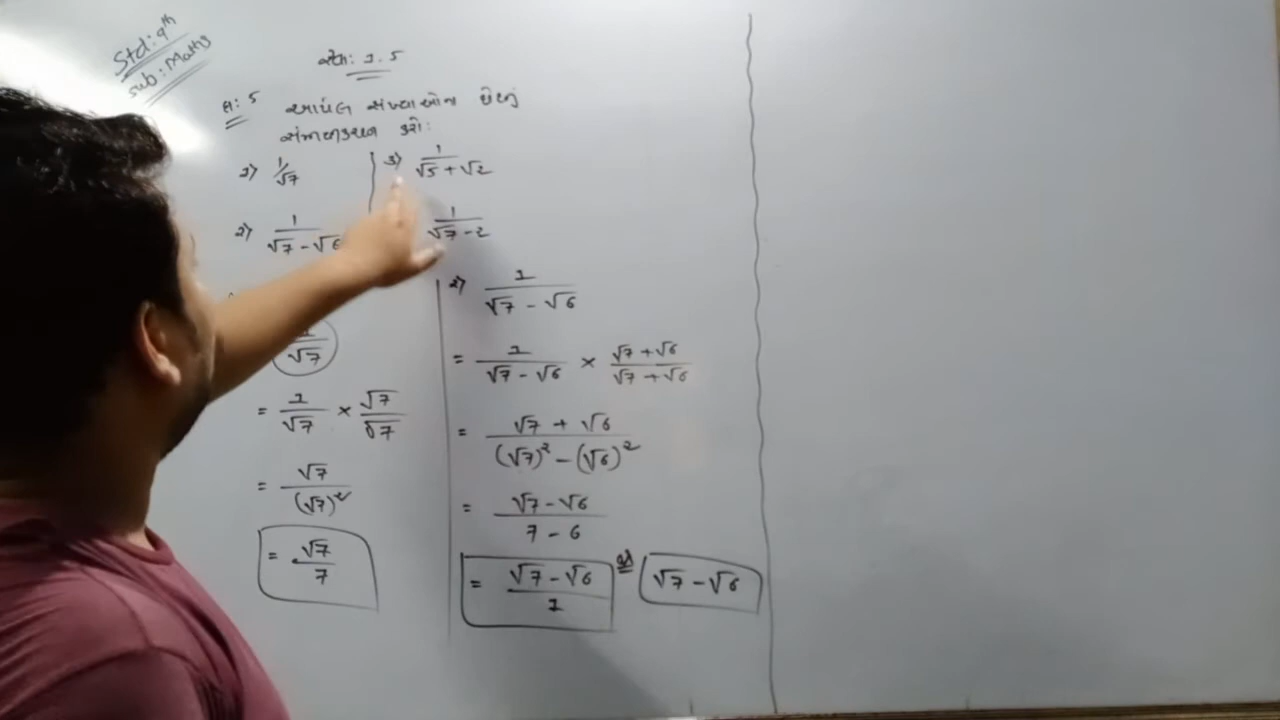 Std: 9th
Sub: Maths
સ્વા: 1.5
પ્ર: 5 આપેલ સંખ્યાઓના છેદનું
સંમેયીકરણ કરો:
1) 1/√7
3) 1/(√5 + √2)
2) 1/(√7 - √6
1/(√7 - 2)
1/√7
= 1/√7 × √7/√7
= √7/(√7)²
= √7/7
2) 1/(√7 - √6)
= 1/(√7 - √6) × (√7 + √6)/(√7 + √6)
= (√7 + √6)/((√7)² - (√6)²)
= (√7 - √6)/(7 - 6)
= (√7 - √6)/1
√7 - √6